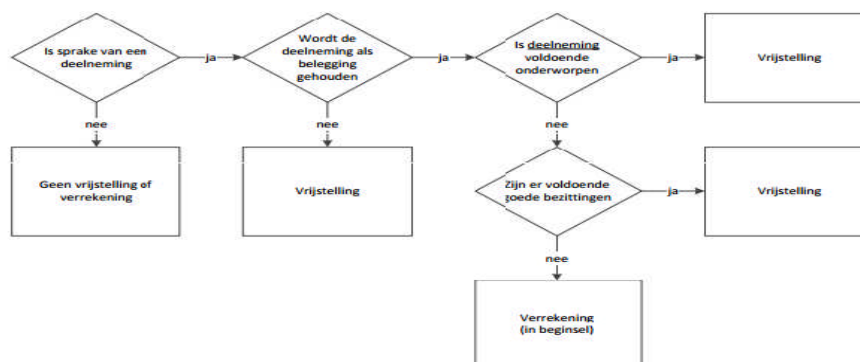 Is sprake van een
deelneming
ja
Wordt de
deelneming als
belegging
gehouden
ja
Is deelneming
voldoende
onderworpen
ja
Vrijstelling
nee
nee
nee
Geen vrijstelling of
verrekening
Vrijstelling
Zijn er voldoende
goede bezittingen
ja
Vrijstelling
nee
Verrekening
(in beginsel)